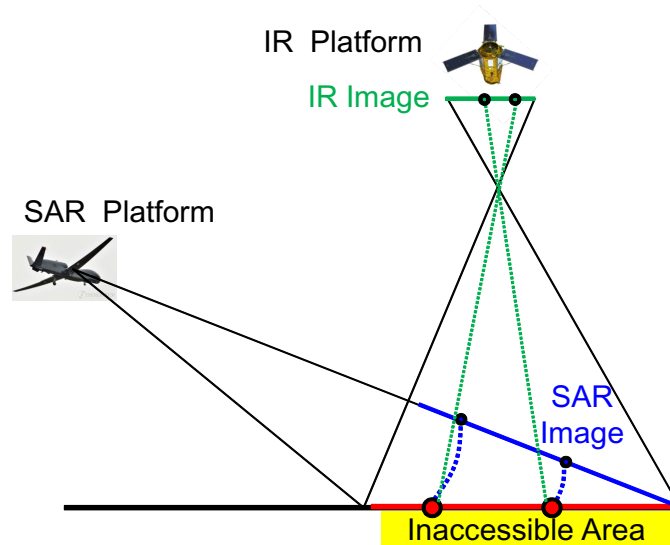 IR Platform
IR Image
SAR Platform
SAR
Image
Inaccessible Area